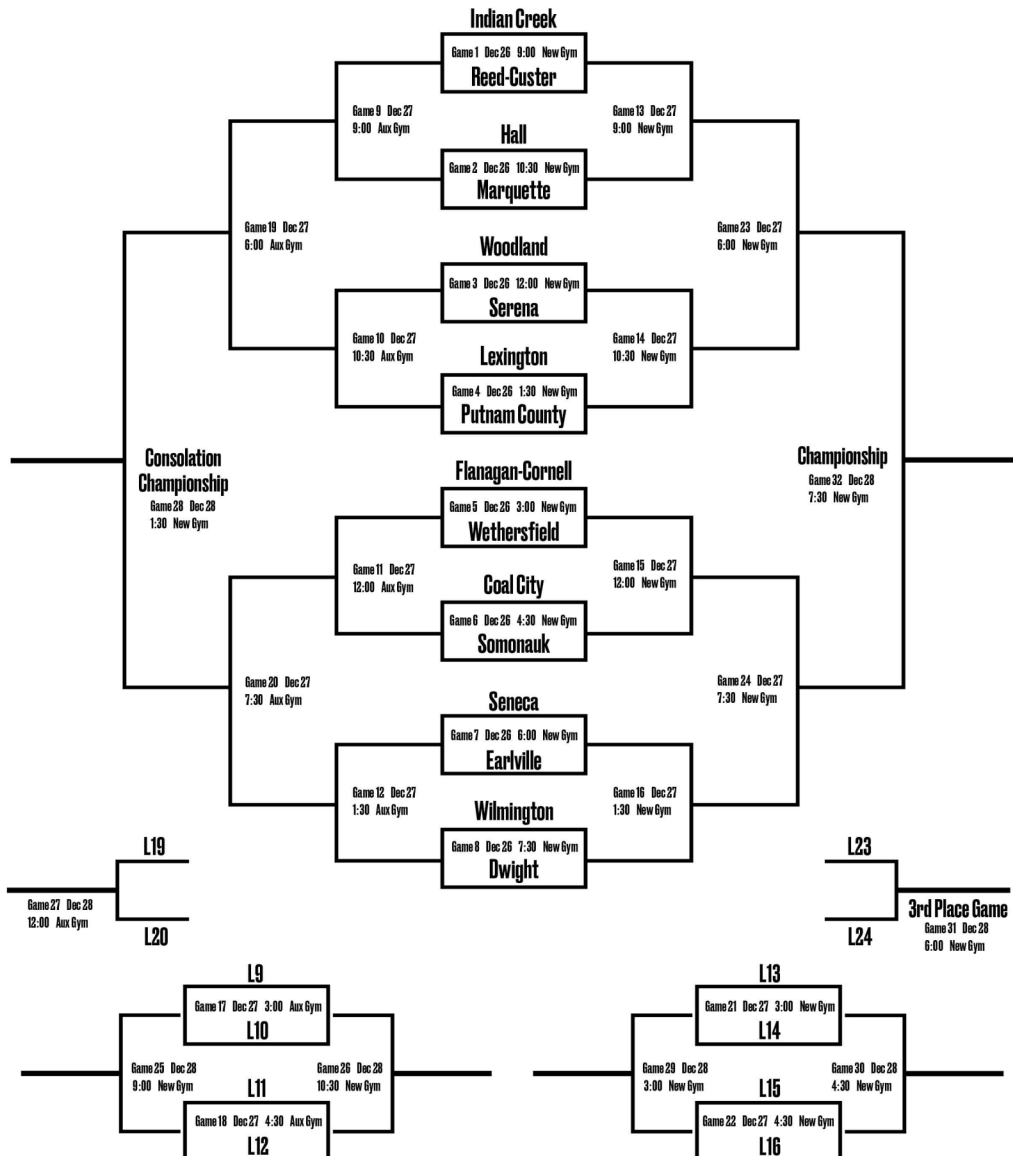 Indian Creek
Game 1 Dec 26 9:00 New Gym
Reed-Custer
Game 9 Dec 27
9:00 Aux Gym
Game 13 Dec 27
9:00 New Gym
Hall
Game 2 Dec 26 10:30 New Gym
Marquette
Game 19 Dec 27
6:00 Aux Gym
Game 23 Dec 27
6:00 New Gym
Woodland
Game 3 Dec 26 12:00 New Gym
Serena
Game 10 Dec 27
10:30 Aux Gym
Game 14 Dec 27
10:30 New Gym
Lexington
Game 4 Dec 26 1:30 New Gym
Putnam County
Consolation
Championship
Game 28 Dec 28
1:30 New Gym
Championship
Game 32 Dec 28
7:30 New Gym
Flanagan-Cornell
Game 5 Dec 26 3:00 New Gym
Wethersfield
Game 11 Dec 27
12:00 Aux Gym
Game 15 Dec 27
12:00 New Gym
Coal City
Game 6 Dec 26 4:30 New Gym
Somonauk
Game 20 Dec 27
7:30 Aux Gym
Game 24 Dec 27
7:30 New Gym
Seneca
Game 7 Dec 26 6:00 New Gym
Earlville
Game 12 Dec 27
1:30 Aux Gym
Game 16 Dec 27
1:30 New Gym
Wilmington
Game 8 Dec 26 7:30 New Gym
Dwight
L19
Game 27 Dec 28
12:00 Aux Gym
L20
L23
3rd Place Game
Game 31 Dec 28
6:00 New Gym
L24
L9
Game 17 Dec 27 3:00 Aux Gym
L10
Game 25 Dec 28
9:00 New Gym
Game 26 Dec 28
10:30 New Gym
L11
Game 18 Dec 27 4:30 Aux Gym
L12
L13
Game 21 Dec 27 3:00 New Gym
L14
Game 29 Dec 28
3:00 New Gym
Game 30 Dec 28
4:30 New Gym
L15
Game 22 Dec 27 4:30 New Gym
L16